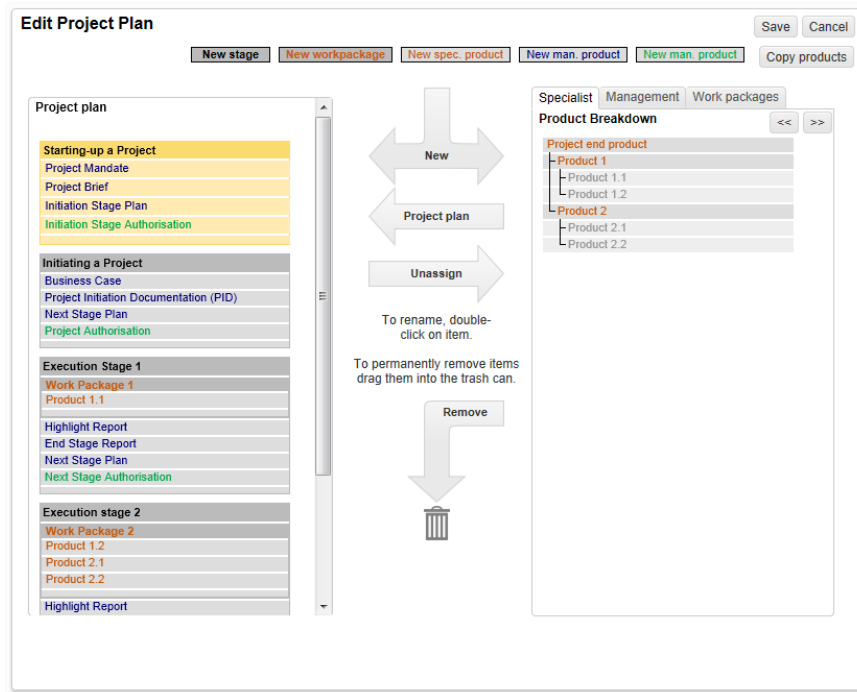 Edit Project Plan
Save
Cancel
New stage
New workpackage
New spec. product
New man. product
New man. product
Copy products
Project plan
Starting-up a Project
Project Mandate
Project Brief
Initiation Stage Plan
Initiation Stage Authorisation
Initiating a Project
Business Case
Project Initiation Documentation (PID)
Next Stage Plan
Project Authorisation
Execution Stage 1
Work Package 1
Product 1.1
Highlight Report
End Stage Report
Next Stage Plan
Next Stage Authorisation
Execution stage 2
Work Package 2
Product 1.2
Product 2.1
Product 2.2
Highlight Report
New
Project plan
Unassign
To rename, double-
click on item.
To permanently remove items
drag them into the trash can.
Remove
Specialist
Management
Work packages
Product Breakdown
<<
>>
Project end product
Product 1
Product 1.1
Product 1.2
Product 2
Product 2.1
Product 2.2